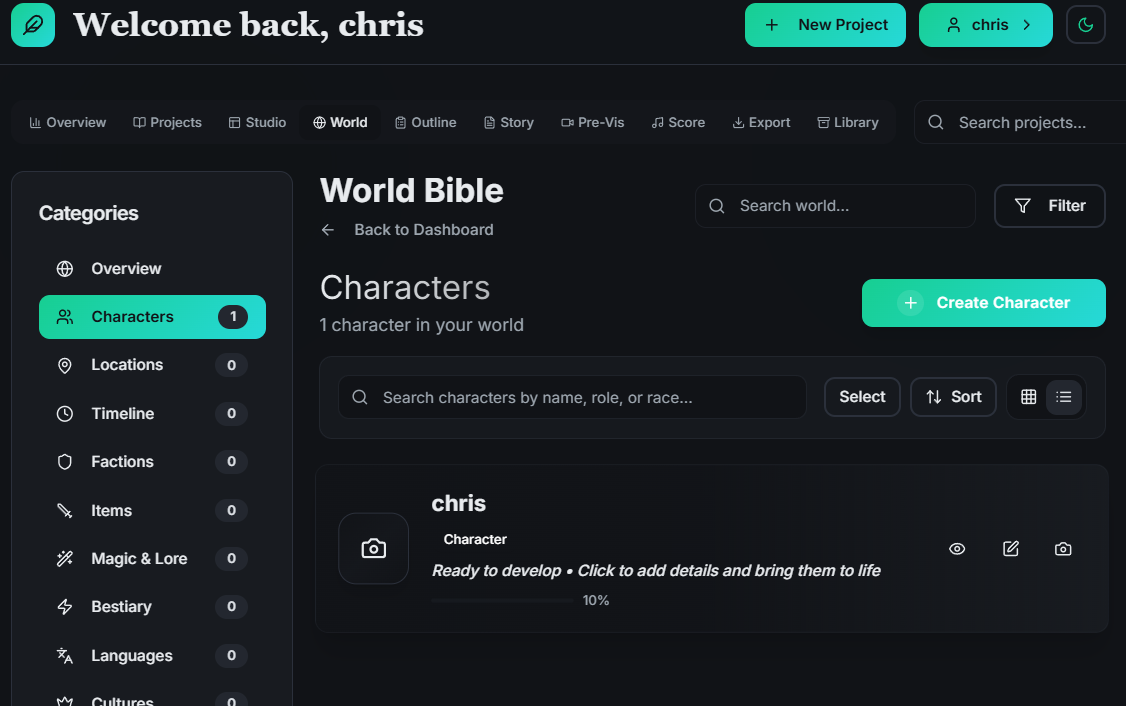 Welcome back, chris
New Project
chris
Overview
Projects
Studio
World
Outline
Story
Pre-Vis
Score
Export
Library
Search projects...
Categories
Overview
Characters 1
Locations 0
Timeline 0
Factions 0
Items 0
Magic & Lore 0
Bestiary 0
Languages 0
Cultures 0
World Bible
Back to Dashboard
Search world...
Filter
Characters
1 character in your world
Create Character
Search characters by name, role, or race...
Select
Sort
chris
Character
Ready to develop • Click to add details and bring them to life
10%